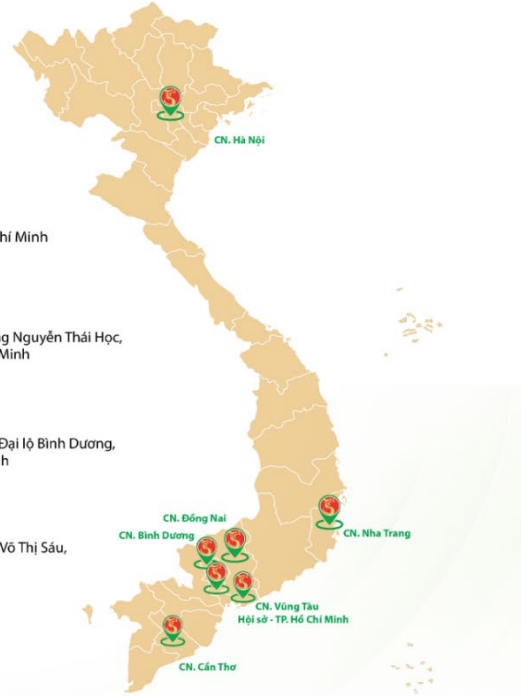 CN. Hà Nội
hí Minh
g Nguyễn Thái Học,
Minh
Đại lộ Bình Dương,
h
Võ Thị Sáu,
CN. Đồng Nai
CN. Bình Dương
CN. Nha Trang
CN. Vũng Tàu
Hội sở - TP. Hồ Chí Minh
CN. Cần Thơ